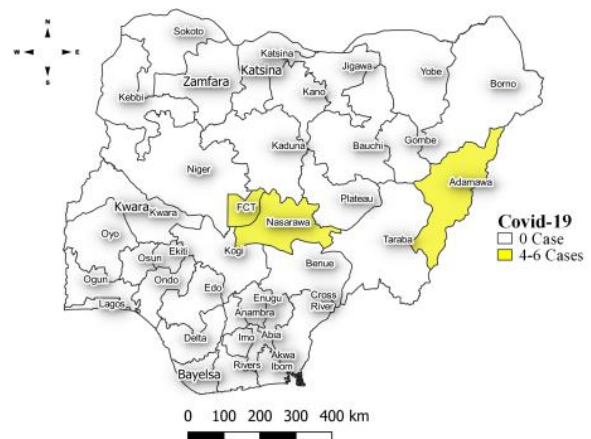 N
W
E
S
Sokoto
Katsina
Katsina
Jigawa
Yobe
Borno
Zamfara
Kebbi
Kano
Gombe
Kaduna
Bauchi
Niger
Adamawa
FCT
Plateau
Nasarawa
Kwara
Kwara
Taraba
Oyo
Ekiti
Kogi
Osun
Benue
Ogun
Ondo
Edo
Lagos
Enugu
Cross
River
Anambra
Delta
Imo
Abia
Akwa
Ibom
Rivers
Bayelsa
Covid-19
0 Case
4-6 Cases
0 100 200 300 400 km